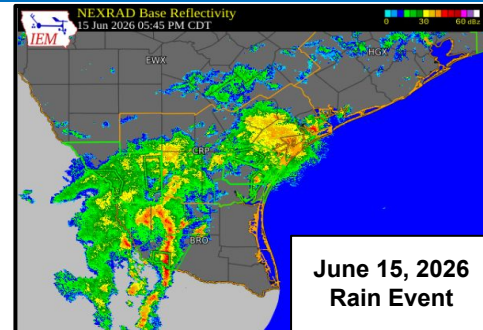 NEXRAD Base Reflectivity
15 Jun 2026 05:45 PM CDT
IEM
0 30 60 dBz
EWX
HGX
CRP
BRO
June 15, 2026
Rain Event